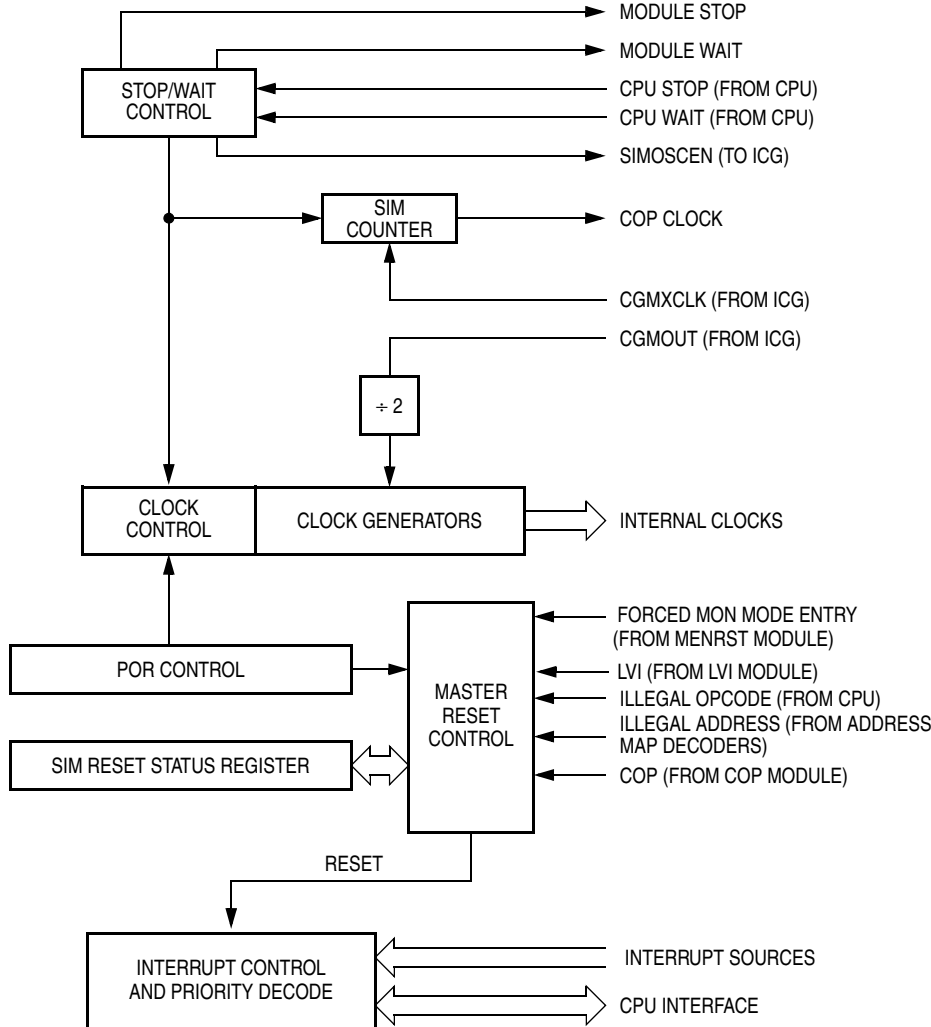 MODULE STOP
MODULE WAIT
STOP/WAIT
CONTROL
CPU STOP (FROM CPU)
CPU WAIT (FROM CPU)
SIMOSCEN (TO ICG)
SIM
COUNTER
COP CLOCK
CGMXCLK (FROM ICG)
CGMOUT (FROM ICG)
÷ 2
CLOCK
CONTROL
CLOCK GENERATORS
INTERNAL CLOCKS
FORCED MON MODE ENTRY
(FROM MENRST MODULE)
POR CONTROL
LVI (FROM LVI MODULE)
MASTER
RESET
CONTROL
ILLEGAL OPCODE (FROM CPU)
ILLEGAL ADDRESS (FROM ADDRESS
MAP DECODERS)
SIM RESET STATUS REGISTER
COP (FROM COP MODULE)
RESET
INTERRUPT CONTROL
AND PRIORITY DECODE
INTERRUPT SOURCES
CPU INTERFACE